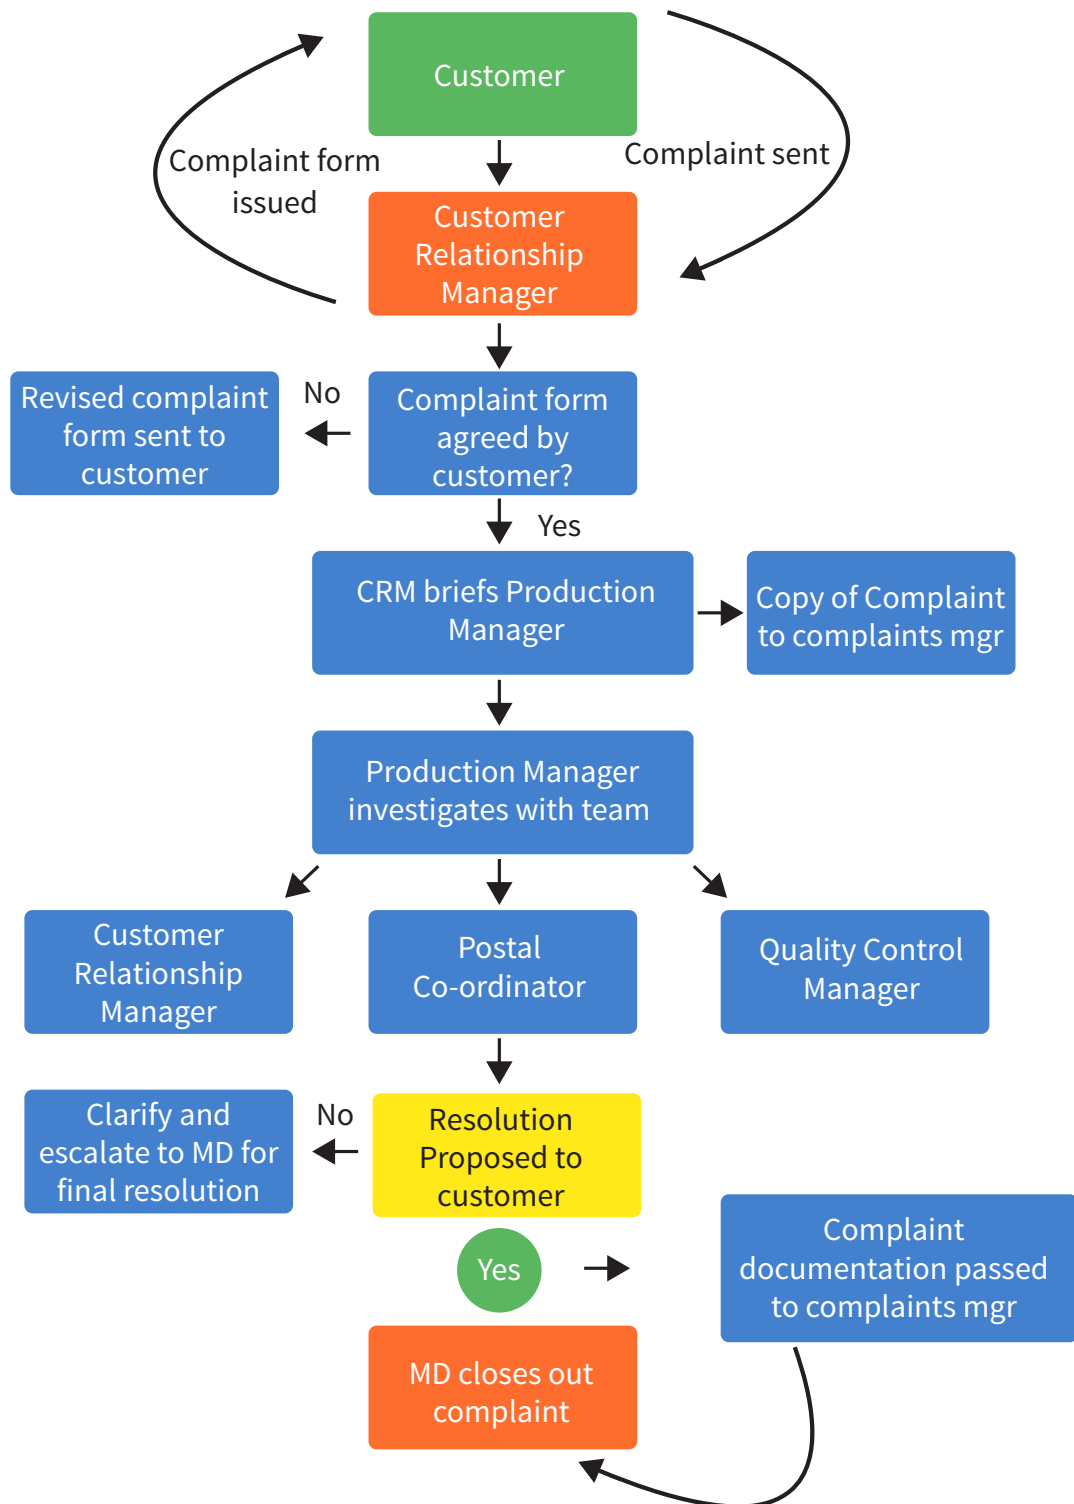 Customer
Complaint form
issued
Complaint sent
Customer
Relationship
Manager
Revised complaint
form sent to
customer
No
Complaint form
agreed by
customer?
Yes
CRM briefs Production
Manager
Copy of Complaint
to complaints mgr
Production Manager
investigates with team
Customer
Relationship
Manager
Postal
Co-ordinator
Quality Control
Manager
Clarify and
escalate to MD for
final resolution
No
Resolution
Proposed to
customer
Yes
Complaint
documentation passed
to complaints mgr
MD closes out
complaint